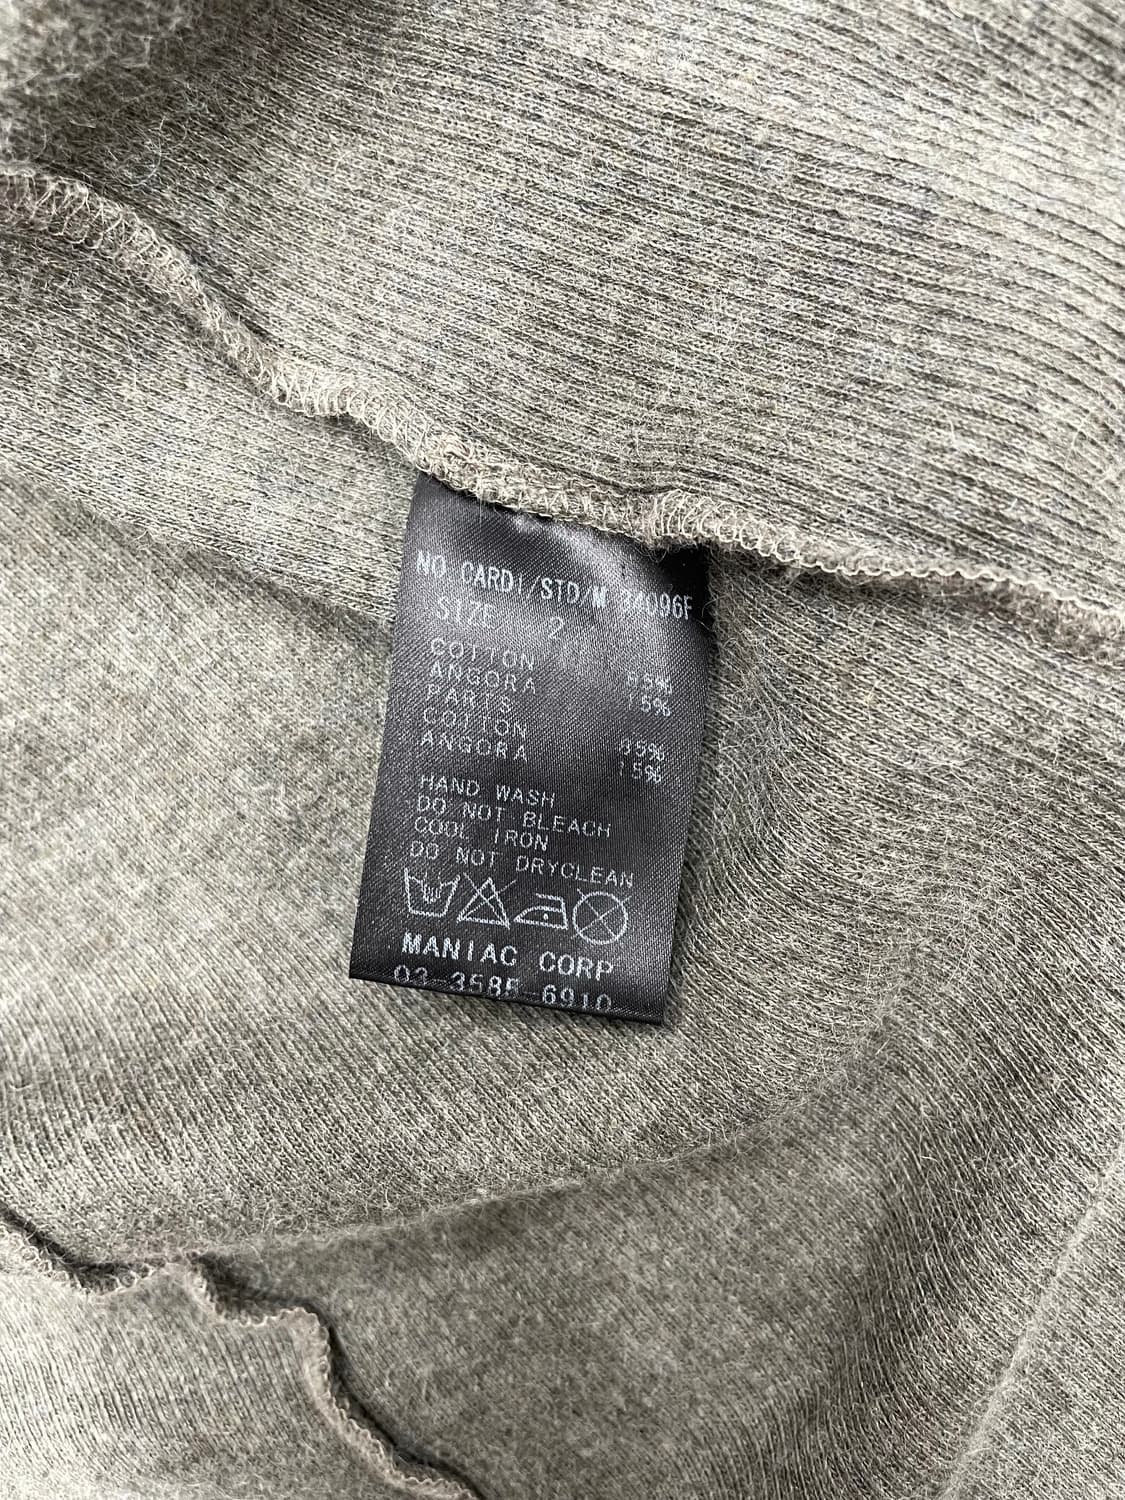 NO CARDI/STD/M 34096F
SIZE 2
COTTON 85%
ANGORA 15%
PARTS
COTTON 85%
ANGORA 15%
HAND WASH
DO NOT BLEACH
COOL IRON
DO NOT DRYCLEAN
MANIAC CORP
03-3585-6910